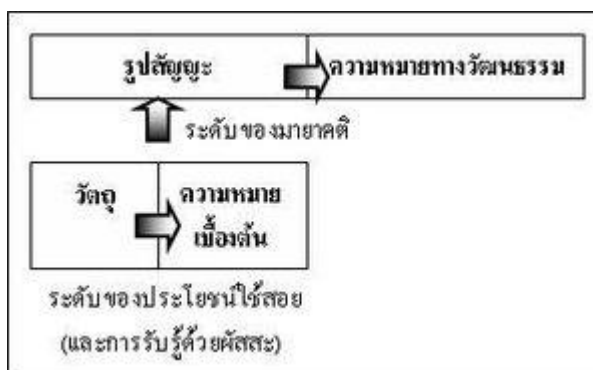 รูปสัญญะ
ความหมายทางวัฒนธรรม
ระดับของมายาคติ
วัตถุ
ความหมาย
เบื้องต้น
ระดับของประโยชน์ใช้สอย
(และการรับรู้ด้วยผัสสะ)